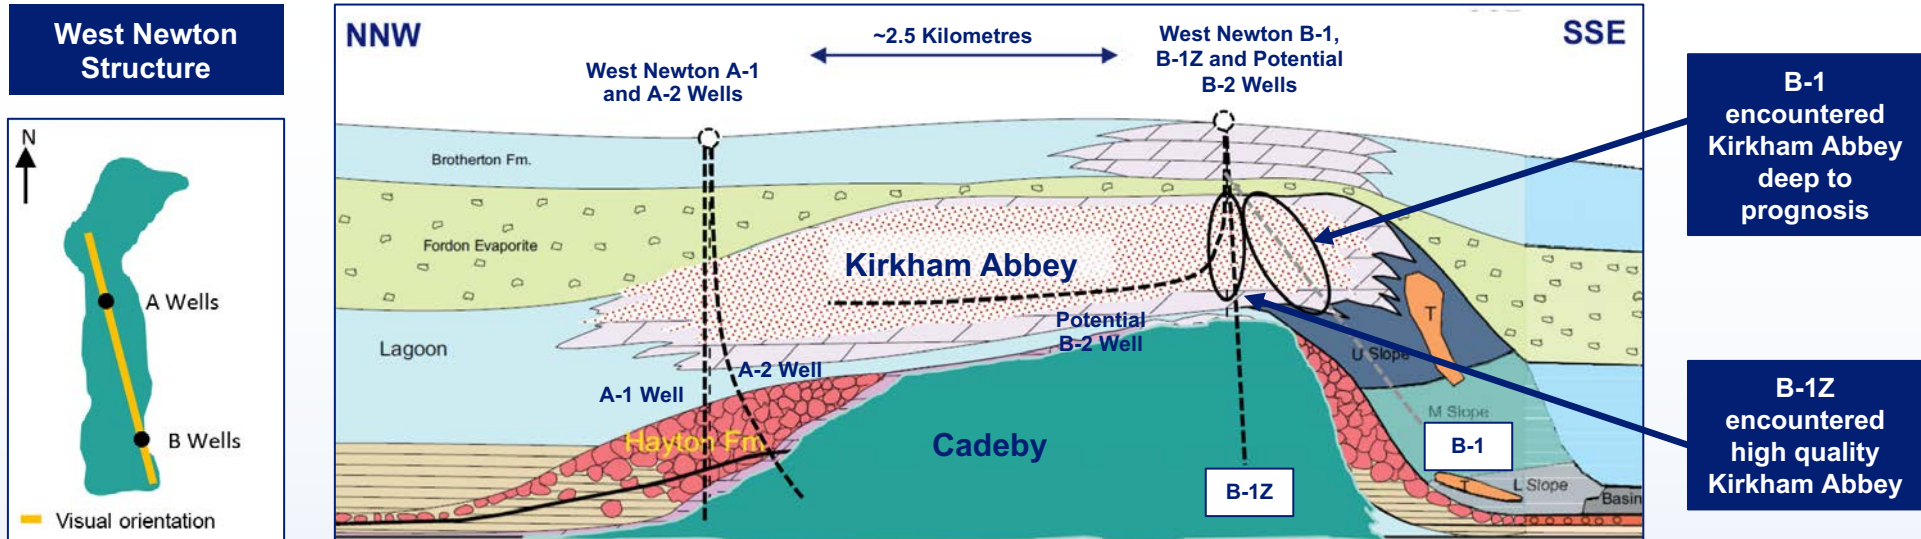 West Newton
Structure
N
A Wells
B Wells
Visual orientation
NNW
~2.5 Kilometres
SSE
West Newton A-1
and A-2 Wells
West Newton B-1,
B-1Z and Potential
B-2 Wells
Brotherton Fm.
Fordon Evaporite
Kirkham Abbey
Lagoon
Potential
B-2 Well
A-2 Well
A-1 Well
Hayton Fm.
Cadeby
T
U Slope
M Slope
B-1
B-1Z
T
L Slope
Basin
B-1
encountered
Kirkham Abbey
deep to
prognosis
B-1Z
encountered
high quality
Kirkham Abbey